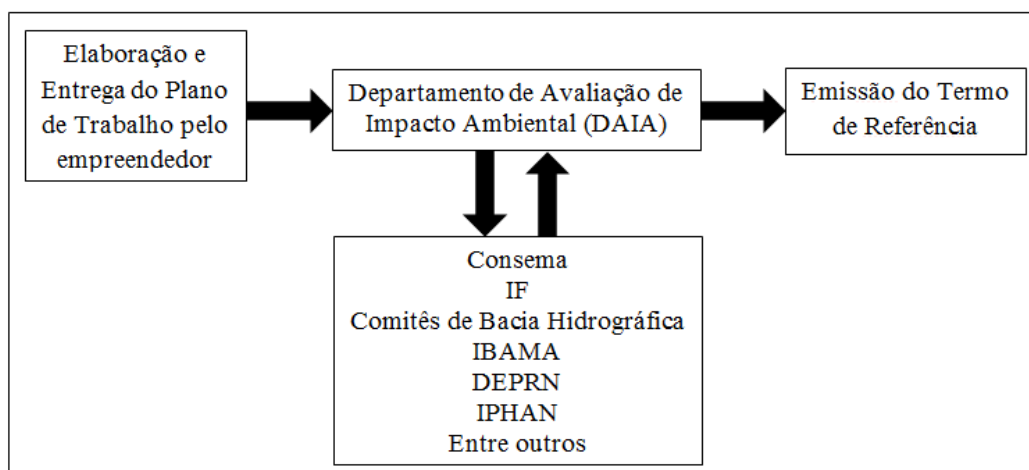 Elaboração e
Entrega do Plano
de Trabalho pelo
empreendedor
Departamento de Avaliação de
Impacto Ambiental (DAIA)
Emissão do Termo
de Referência
Consema
IF
Comitês de Bacia Hidrográfica
IBAMA
DEPRN
IPHAN
Entre outros